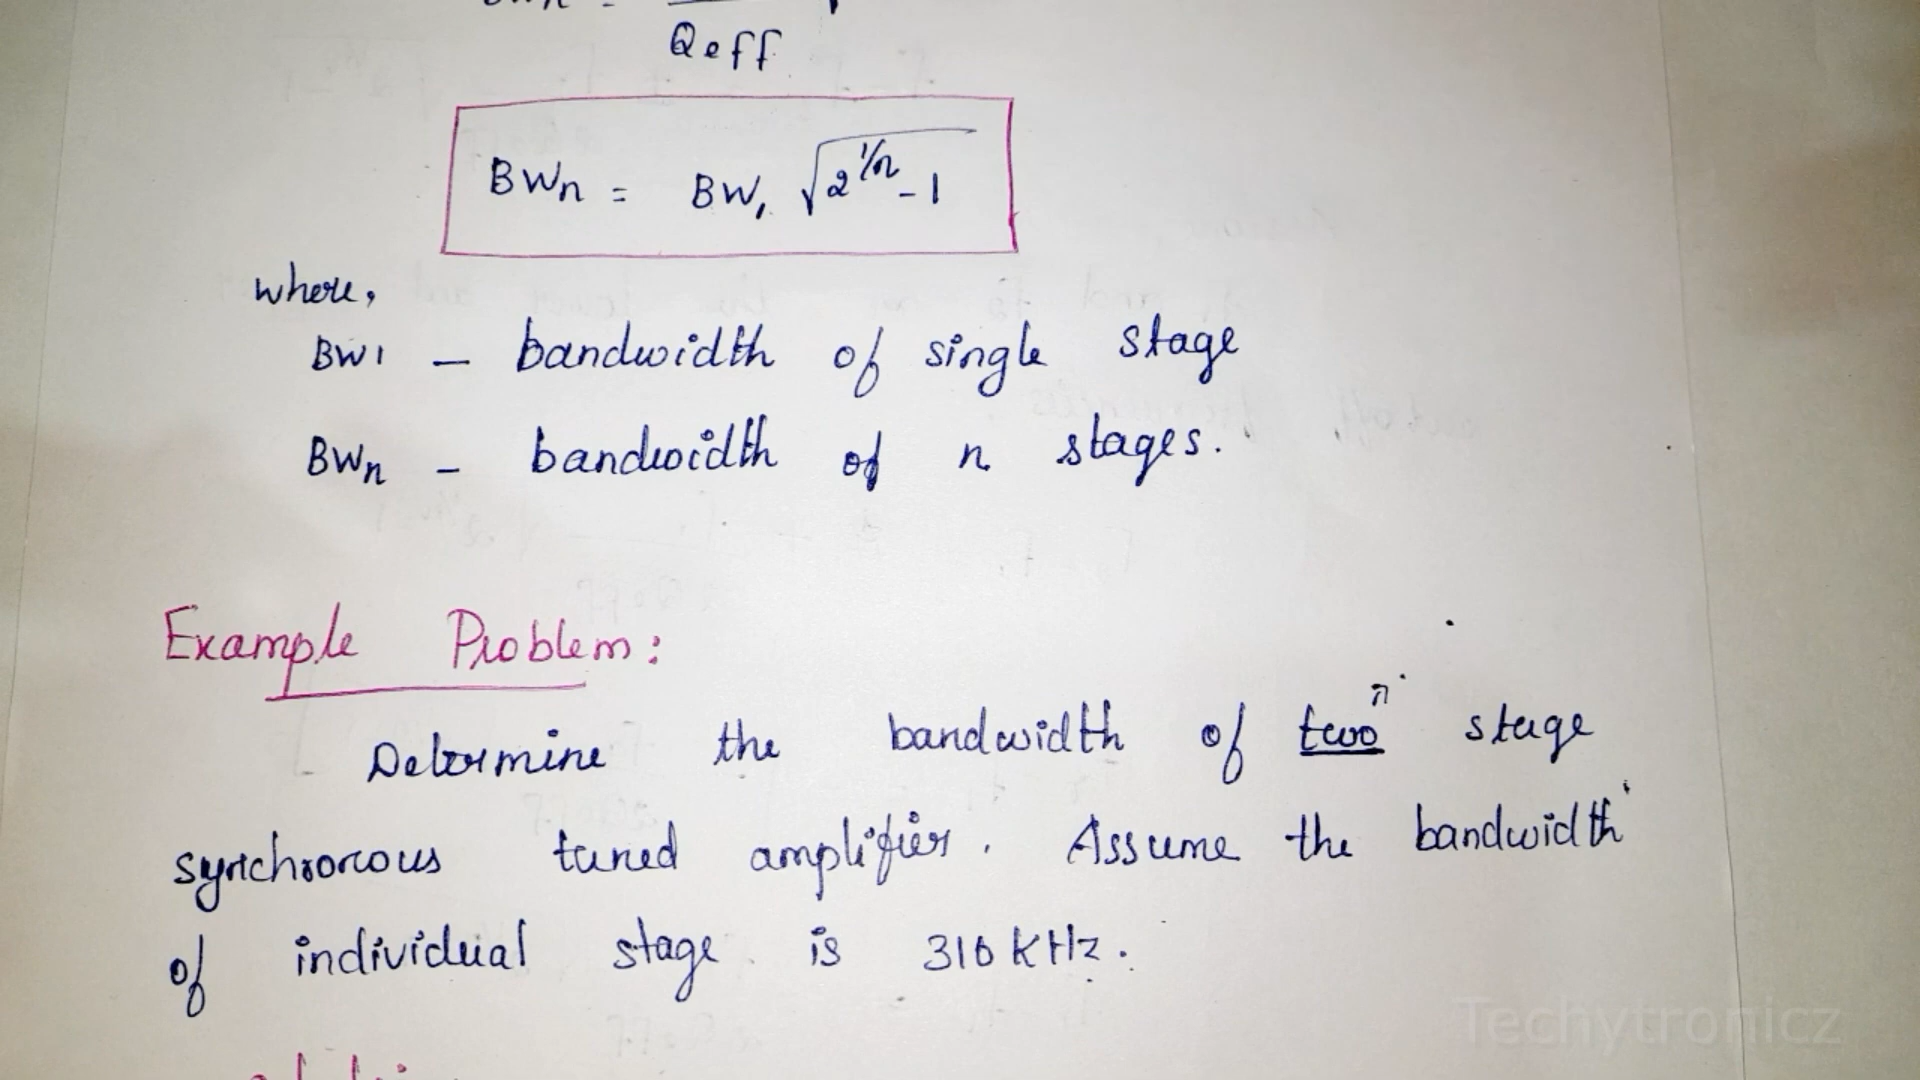 Qeff
BWn = BW1 √2^1/n - 1
where,
BW1 - bandwidth of single stage
BWn - bandwidth of n stages.
Example Problem:
Determine the bandwidth of two n stage
synchronous tuned amplifier. Assume the bandwidth
of individual stage is 310 kHz.
Techytronicz